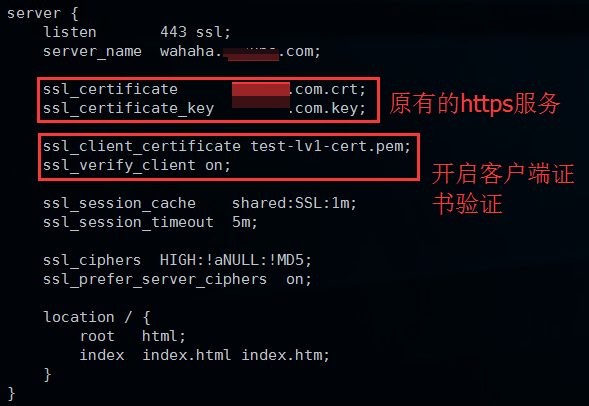 server {
listen 443 ssl;
server_name wahaha. .com;
ssl_certificate .com.crt;
ssl_certificate_key .com.key;
原有的https服务
ssl_client_certificate test-lv1-cert.pem;
ssl_verify_client on;
开启客户端证
书验证
ssl_session_cache shared:SSL:1m;
ssl_session_timeout 5m;
ssl_ciphers HIGH:!aNULL:!MD5;
ssl_prefer_server_ciphers on;
location / {
root html;
index index.html index.htm;
}
}